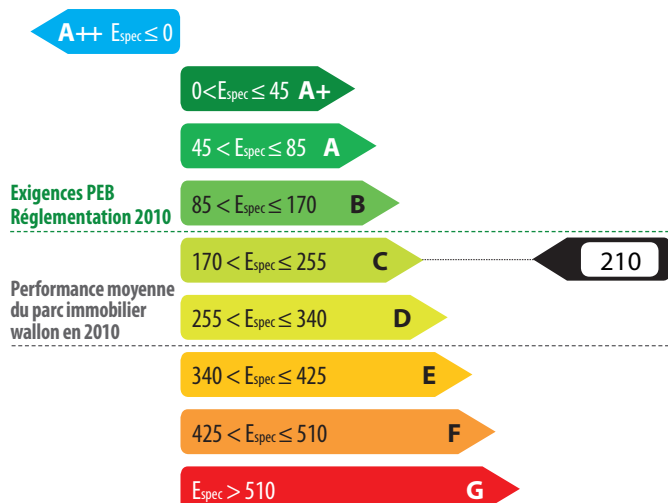 A++ Espec ≤ 0
0<Espec ≤ 45 A+
45 < Espec ≤ 85 A
Exigences PEB
Réglementation 2010
85 < Espec ≤ 170 B
170 < Espec ≤ 255 C
210
Performance moyenne
du parc immobilier
wallon en 2010
255 < Espec ≤ 340 D
340 < Espec ≤ 425 E
425 < Espec ≤ 510 F
Espec > 510 G